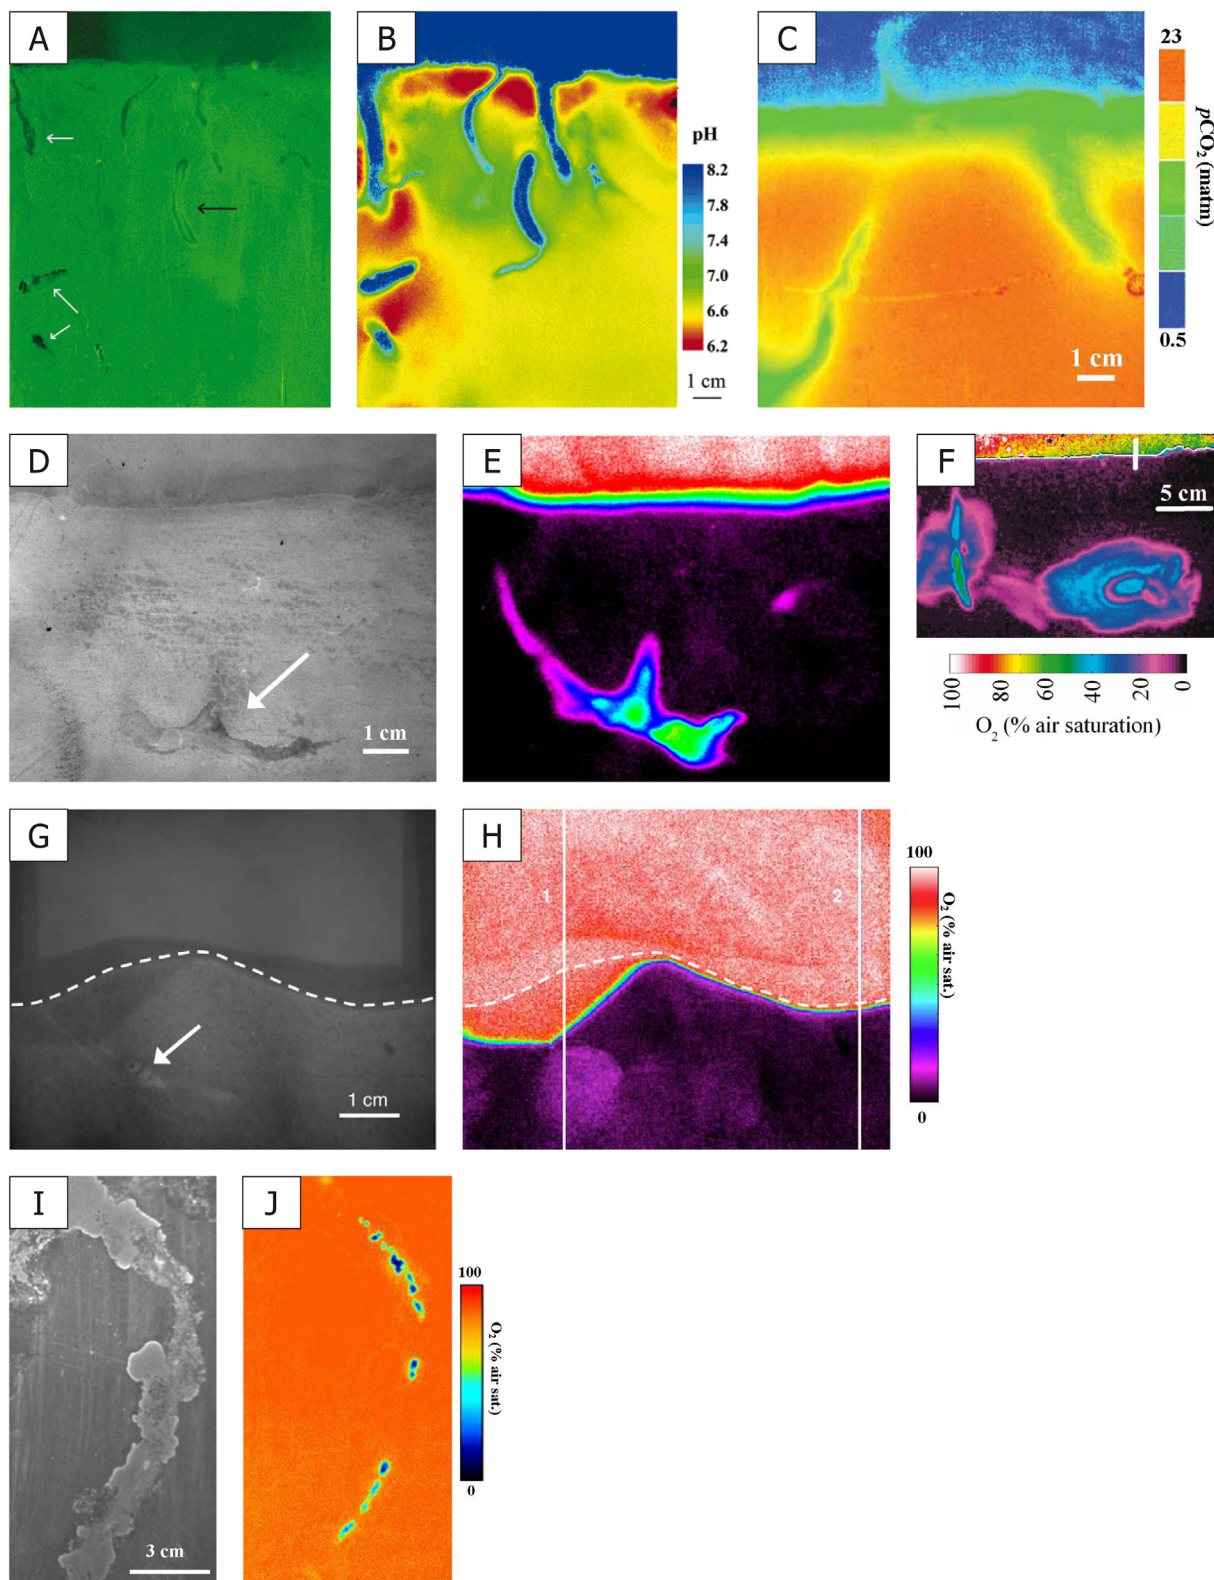 A
B
pH
8.2
7.8
7.4
7.0
6.6
6.2
1 cm
C
1 cm
23
pCO2 (matm)
0.5
D
1 cm
E
F
5 cm
100
80
60
40
20
0
O2 (% air saturation)
G
1 cm
H
1
2
100
O2 (% air sat.)
0
I
3 cm
J
100
O2 (% air sat.)
0